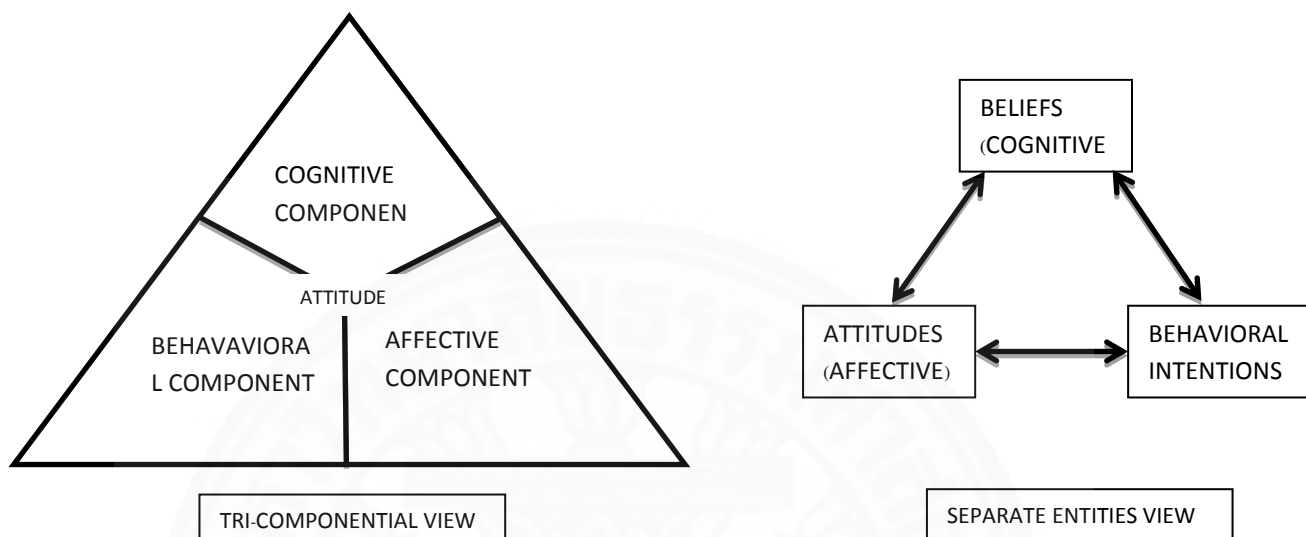 COGNITIVE
COMPONEN
ATTITUDE
BEHAVAVIORA
L COMPONENT
AFFECTIVE
COMPONENT
TRI-COMPONENTIAL VIEW
BELIEFS
(COGNITIVE
ATTITUDES
(AFFECTIVE)
BEHAVIORAL
INTENTIONS
SEPARATE ENTITIES VIEW